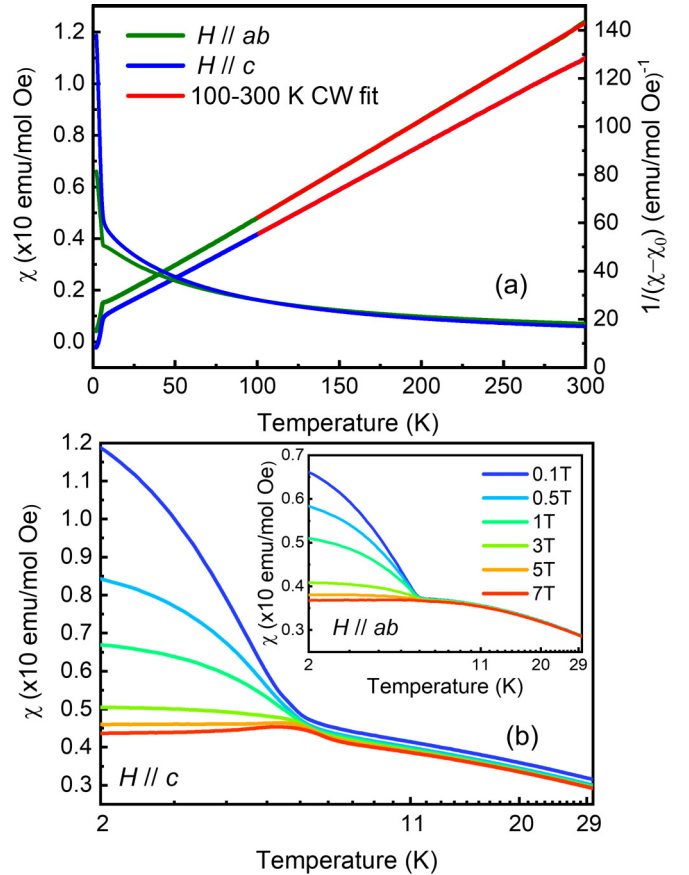 H // ab
H // c
100-300 K CW fit
χ (x10 emu/mol Oe)
1.2
1.0
0.8
0.6
0.4
0.2
0.0
1/(χ−χ0) (emu/mol Oe)-1
140
120
100
80
60
40
20
0
(a)
0 50 100 150 200 250 300
Temperature (K)
χ (x10 emu/mol Oe)
1.2
1.1
1.0
0.9
0.8
0.7
0.6
0.5
0.4
0.3
χ (x10 emu/mol Oe)
0.7
0.6
0.5
0.4
0.3
0.1T
0.5T
1T
3T
5T
7T
H // ab
2 11 20 29
Temperature (K)
(b)
H // c
2 11 20 29
Temperature (K)